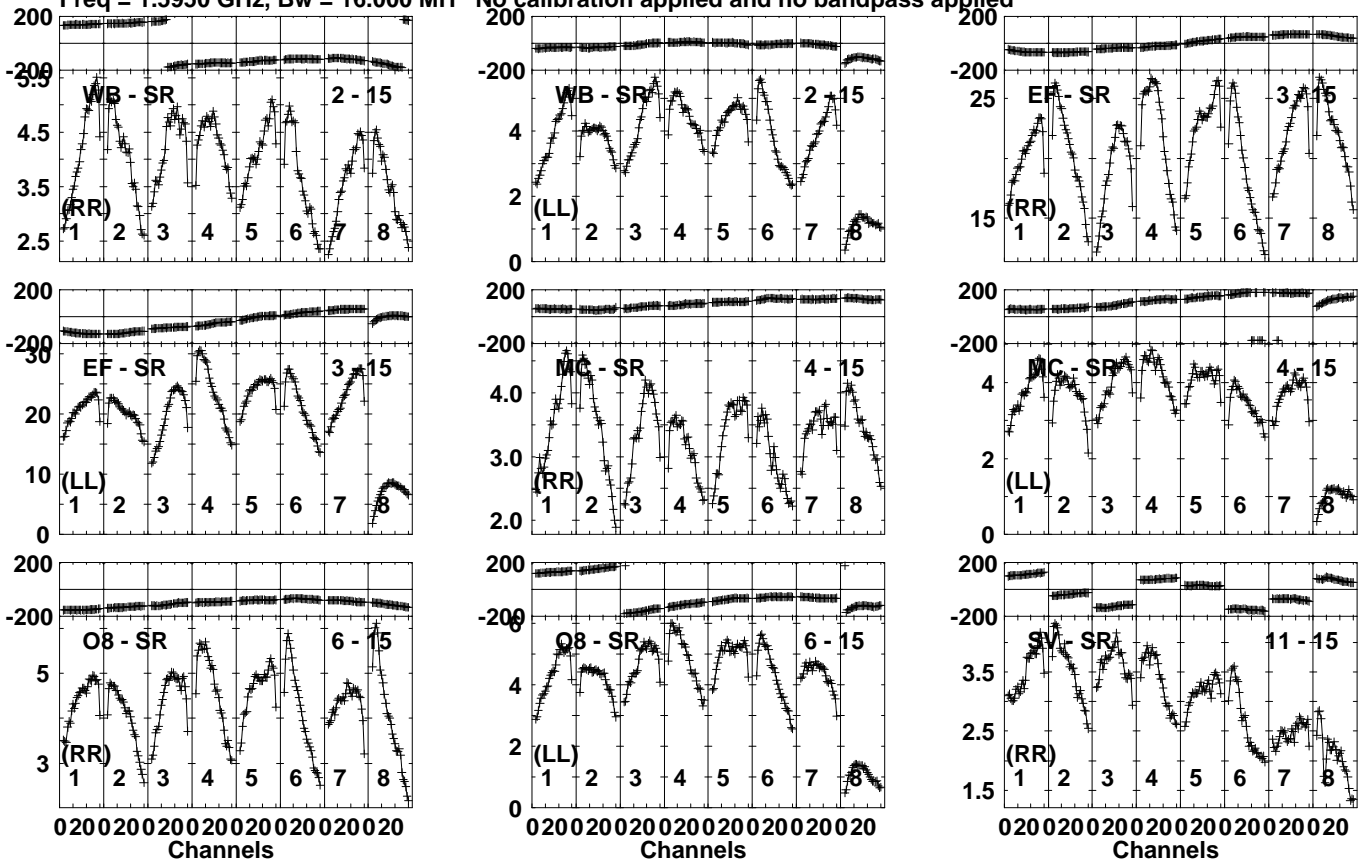 Freq = 1.5950 GHz, Bw = 16.000 MH No calibration applied and no bandpass applied
200 200 200
-200 -200 -200
5.5
WB - SR 2 - 15 WB - SR 2 - 15 EF - SR 3 - 15
25
4.5 4
3.5
2
(RR) (LL) (RR) 15
1 2 3 4 5 6 7 8 1 2 3 4 5 6 7 8 1 2 3 4 5 6 7 8
2.5
0
200 200 200
-200 -200 -200
30
EF - SR 3 - 15 MC - SR 4 - 15 MC - SR 4 - 15
4.0 4
20
3.0
2
10
(LL) (RR) (LL)
1 2 3 4 5 6 7 8 1 2 3 4 5 6 7 8 1 2 3 4 5 6 7 8
2.0
0 0
200 200 200
-200 -200 -200
6
O8 - SR 6 - 15 O8 - SR 6 - 15 SV - SR 11 - 15
5 3.5
4
2.5
3 2
(RR) (LL) (RR)
1 2 3 4 5 6 7 8 1 2 3 4 5 6 7 8 1 2 3 4 5 6 7 8
1.5
0
0 20 0 20 0 20 0 20 0 20 0 20 0 20 0 20 0 20 0 20 0 20 0 20 0 20 0 20 0 20 0 20 0 20 0 20 0 20 0 20 0 20 0 20 0 20 0 20
Channels Channels Channels